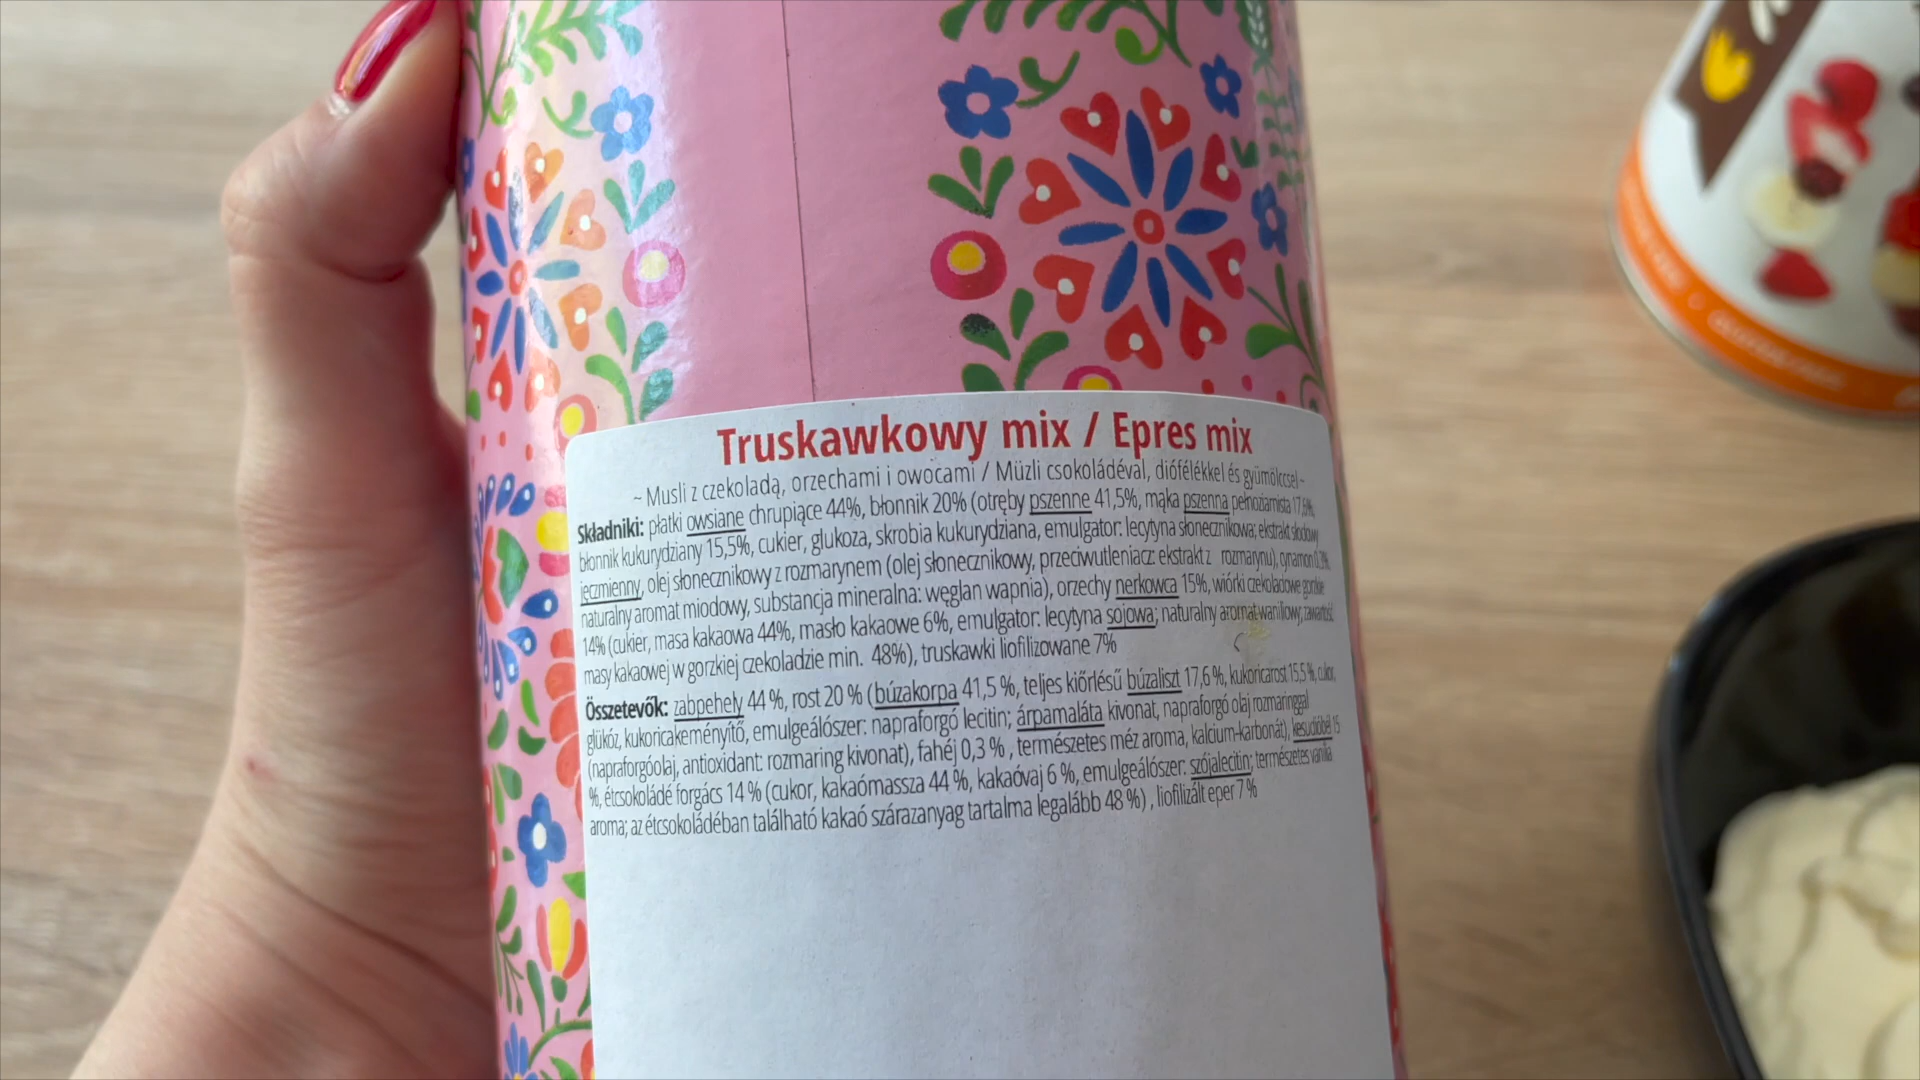 Truskawkowy mix / Epres mix
~ Musli z czekoladą, orzechami i owocami / Müzli csokoládéval, diófélékkel és gyümölccsel ~
Składniki: płatki owsiane chrupiące 44%, błonnik 20% (otręby pszenne 41,5%, mąka pszenna pełnoziarnista 17,6%,
błonnik kukurydziany 15,5%, cukier, glukoza, skrobia kukurydziana, emulgator: lecytyna słonecznikowa; ekstrakt słodowy
jęczmienny, olej słonecznikowy z rozmarynem (olej słonecznikowy, przeciwutleniacz: ekstrakt z rozmarynu), cynamon 0,3%,
naturalny aromat miodowy, substancja mineralna: węglan wapnia), orzechy nerkowca 15%, wiórki czekoladowe gorzkie
14% (cukier, masa kakaowa 44%, masło kakaowe 6%, emulgator: lecytyna sojowa; naturalny aromat waniliowy; zawartość
masy kakaowej w gorzkiej czekoladzie min. 48%), truskawki liofilizowane 7%
Összetevők: zabpehely 44 %, rost 20 % (búzakorpa 41,5 %, teljes kiőrlésű búzaliszt 17,6 %, kukoricarost 15,5 %, cukor,
glükóz, kukoricakeményítő, emulgeálószer: napraforgó lecitin; árpamaláta kivonat, napraforgó olaj rozmaringgal
(napraforgóolaj, antioxidant: rozmaring kivonat), fahéj 0,3 % , természetes méz aroma, kalcium-karbonát), kesudióbél 15
%, étcsokoládé forgács 14 % (cukor, kakaómassza 44 %, kakaóvaj 6 %, emulgeálószer: szójalecitin; természetes vanília
aroma; az étcsokoládéban található kakaó szárazanyag tartalma legalább 48 %) , liofilizált eper 7 %